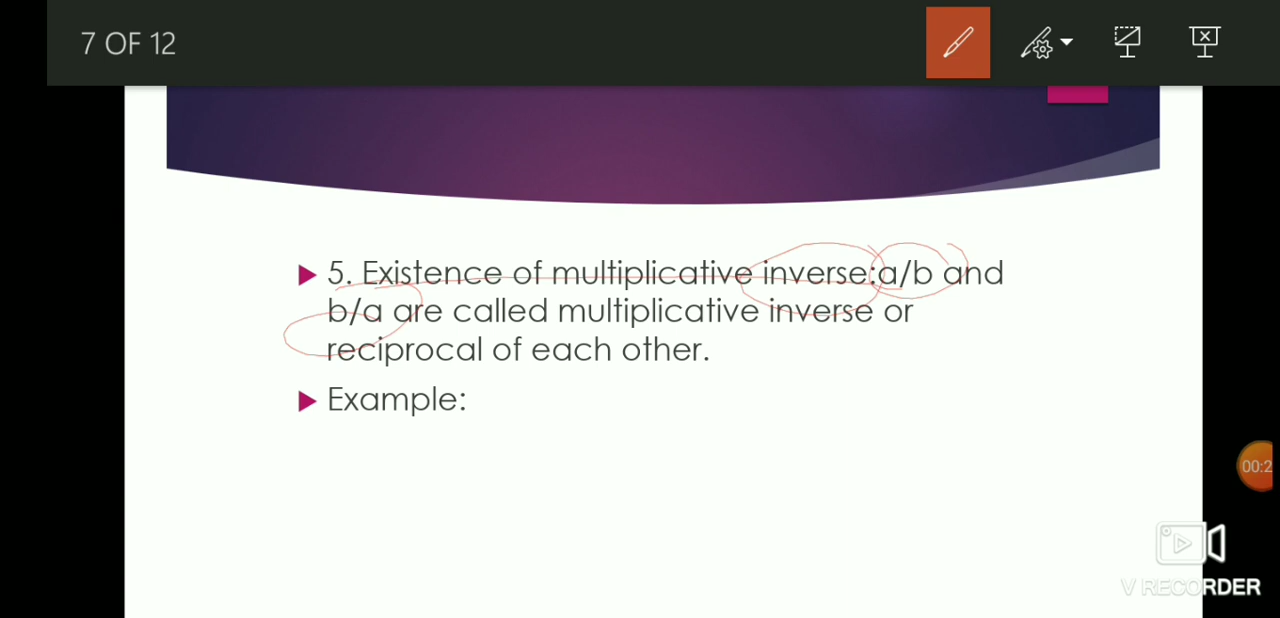 7 OF 12
5. Existence of multiplicative inverse:a/b and
b/a are called multiplicative inverse or
reciprocal of each other.
Example:
00:2
V RECORDER